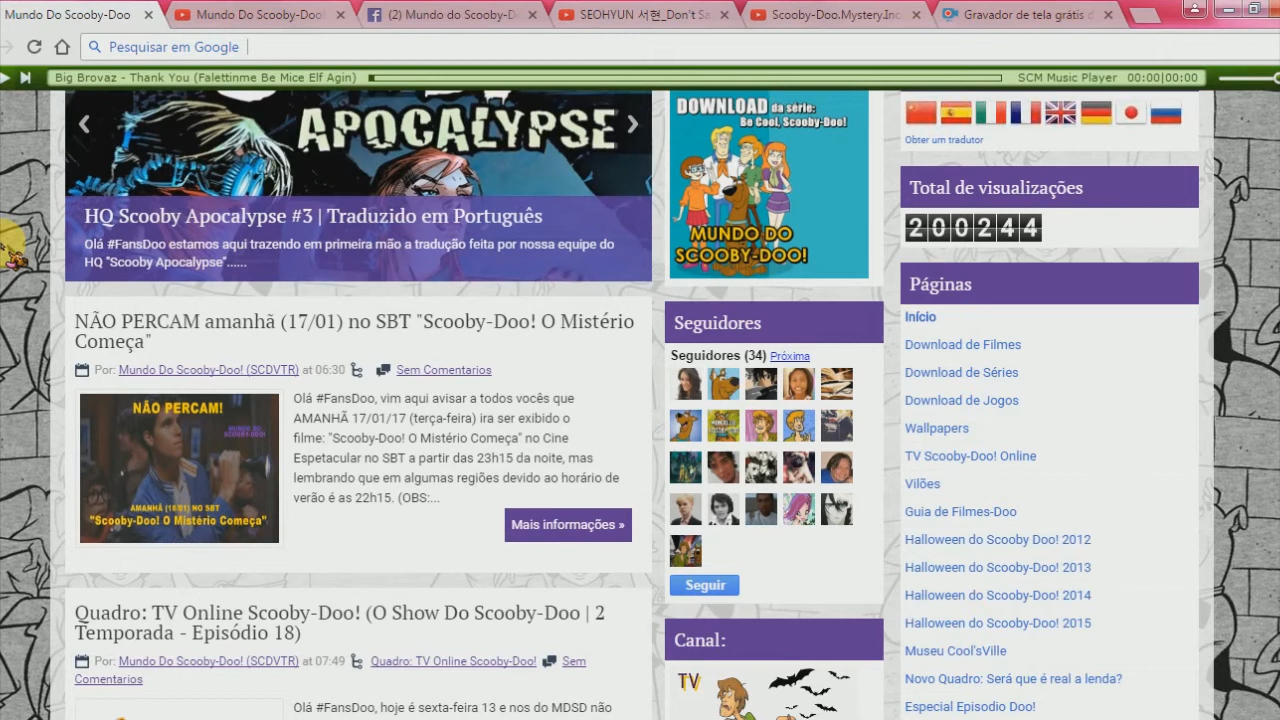 Mundo Do Scooby-Doo
Mundo Do Scooby-Doo!
(2) Mundo do Scooby-D
SEOHYUN 서현_Don't Sa
Scooby-Doo.Mystery.Inc
Gravador de tela grátis d
Pesquisar em Google
Big Brovaz - Thank You (Falettinme Be Mice Elf Agin)
SCM Music Player 00:00|00:00
APOCALYPSE
HQ Scooby Apocalypse #3 | Traduzido em Português
Olá #FansDoo estamos aqui trazendo em primeira mão a tradução feita por nossa equipe do
HQ "Scooby Apocalypse"......
NÃO PERCAM amanhã (17/01) no SBT "Scooby-Doo! O Mistério
Começa"
Por: Mundo Do Scooby-Doo! (SCDVTR) at 06:30 Sem Comentarios
NÃO PERCAM!
MUNDO DO
SCOOBY-DOO!
AMANHÃ (16/01) NO SBT
"Scooby-Doo! O Mistério Começa"
Olá #FansDoo, vim aqui avisar a todos vocês que
AMANHÃ 17/01/17 (terça-feira) ira ser exibido o
filme: "Scooby-Doo! O Mistério Começa" no Cine
Espetacular no SBT a partir das 23h15 da noite, mas
lembrando que em algumas regiões devido ao horário de
verão é as 22h15. (OBS:...
Mais informações »
Quadro: TV Online Scooby-Doo! (O Show Do Scooby-Doo | 2
Temporada - Episódio 18)
Por: Mundo Do Scooby-Doo! (SCDVTR) at 07:49 Quadro: TV Online Scooby-Doo! Sem
Comentarios
Olá #FansDoo, hoje é sexta-feira 13 e nos do MDSD não
DOWNLOAD da série:
Be Cool, Scooby-Doo!
MUNDO DO
SCOOBY-DOO!
Seguidores
Seguidores (34) Próxima
Seguir
Canal:
TV
Obter um tradutor
Total de visualizações
200244
Páginas
Início
Download de Filmes
Download de Séries
Download de Jogos
Wallpapers
TV Scooby-Doo! Online
Vilões
Guia de Filmes-Doo
Halloween do Scooby Doo! 2012
Halloween do Scooby-Doo! 2013
Halloween do Scooby-Doo! 2014
Halloween do Scooby-Doo! 2015
Museu Cool'sVille
Novo Quadro: Será que é real a lenda?
Especial Episodio Doo!